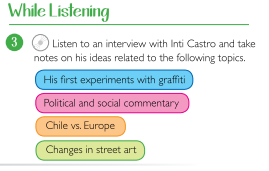 While Listening
3 Listen to an interview with Inti Castro and take
notes on his ideas related to the following topics.
His first experiments with graffiti
Political and social commentary
Chile vs. Europe
Changes in street art